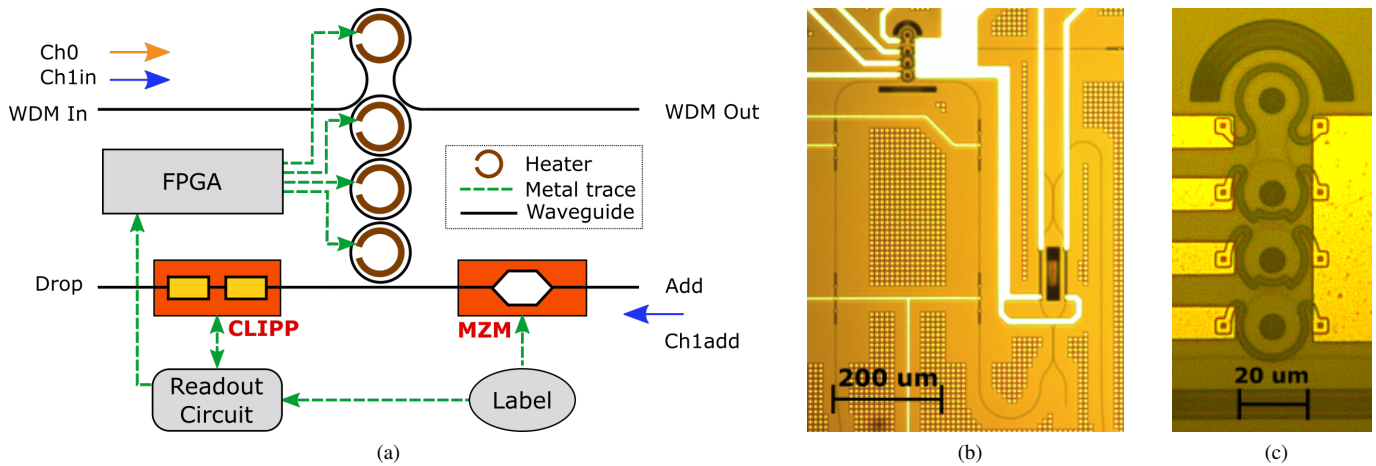 Ch0
Ch1in
WDM In
WDM Out
FPGA
Heater
Metal trace
Waveguide
Drop
Add
CLIPP
MZM
Ch1add
Readout
Circuit
Label
200 um
20 um
(a)
(b)
(c)